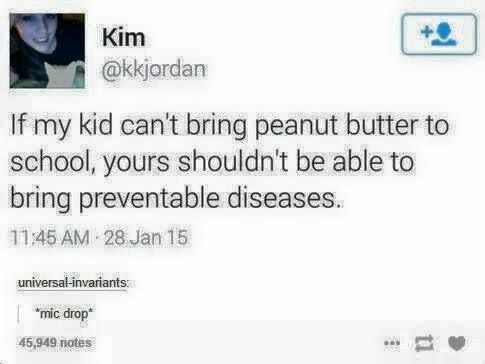 Kim
@kkjordan
If my kid can't bring peanut butter to
school, yours shouldn't be able to
bring preventable diseases.
11:45 AM · 28 Jan 15
universal-invariants:
*mic drop*
45,949 notes